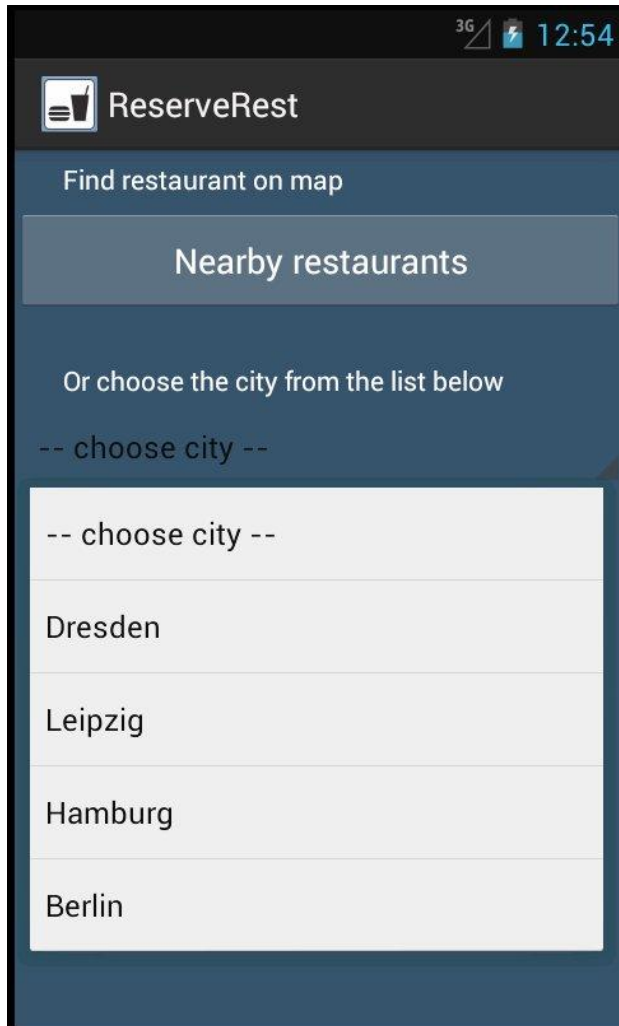 3G 12:54
ReserveRest
Find restaurant on map
Nearby restaurants
Or choose the city from the list below
-- choose city --
-- choose city --
Dresden
Leipzig
Hamburg
Berlin